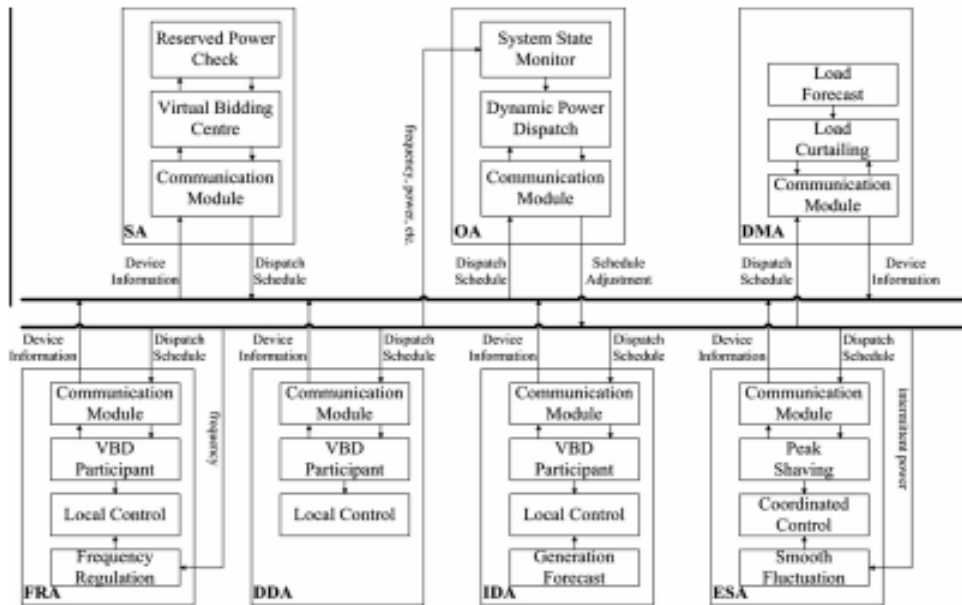 Reserved Power
Check
Virtual Bidding
Centre
Communication
Module
SA
System State
Monitor
Dynamic Power
Dispatch
Communication
Module
OA
frequency, power, etc.
Load
Forecast
Load
Curtailing
Communication
Module
DMA
Device
Information
Dispatch
Schedule
Dispatch
Schedule
Schedule
Adjustment
Dispatch
Schedule
Device
Information
Device
Information
Dispatch
Schedule
Device
Information
Dispatch
Schedule
Device
Information
Dispatch
Schedule
Device
Information
Dispatch
Schedule
Communication
Module
VBD
Participant
Local Control
Frequency
Regulation
FRA
frequency
Communication
Module
VBD
Participant
Local Control
DDA
Communication
Module
VBD
Participant
Local Control
Generation
Forecast
IDA
Communication
Module
Peak
Shaving
Coordinated
Control
Smooth
Fluctuation
ESA
power